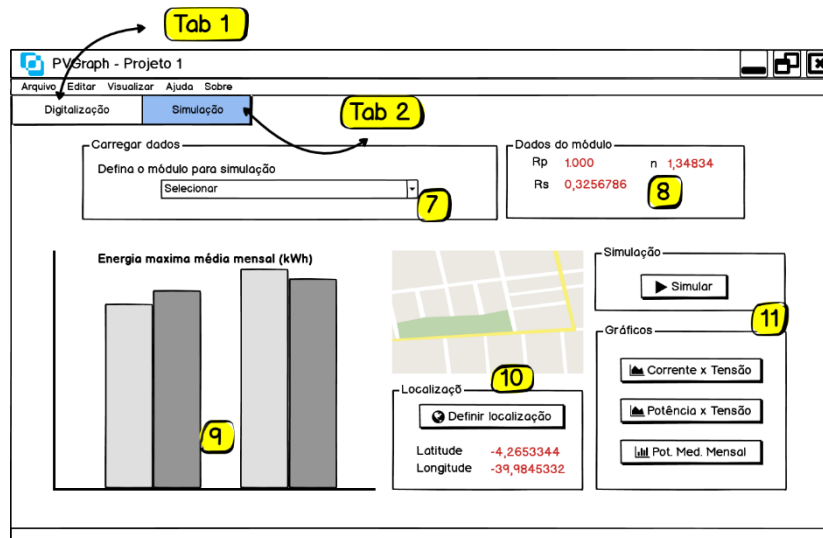 Tab 1
PVGraph - Projeto 1
Arquivo Editar Visualizar Ajuda Sobre
Digitalização Simulação
Tab 2
Carregar dados
Defina o módulo para simulação
Selecionar
7
Dados do módulo
Rp 1.000 n 1,34834
Rs 0,3256786
8
Energia maxima média mensal (kWh)
9
10
Localizaçõ
Definir localização
Latitude -4,2653344
Longitude -39,9845332
Simulação
Simular
11
Gráficos
Corrente x Tensão
Potência x Tensão
Pot. Med. Mensal